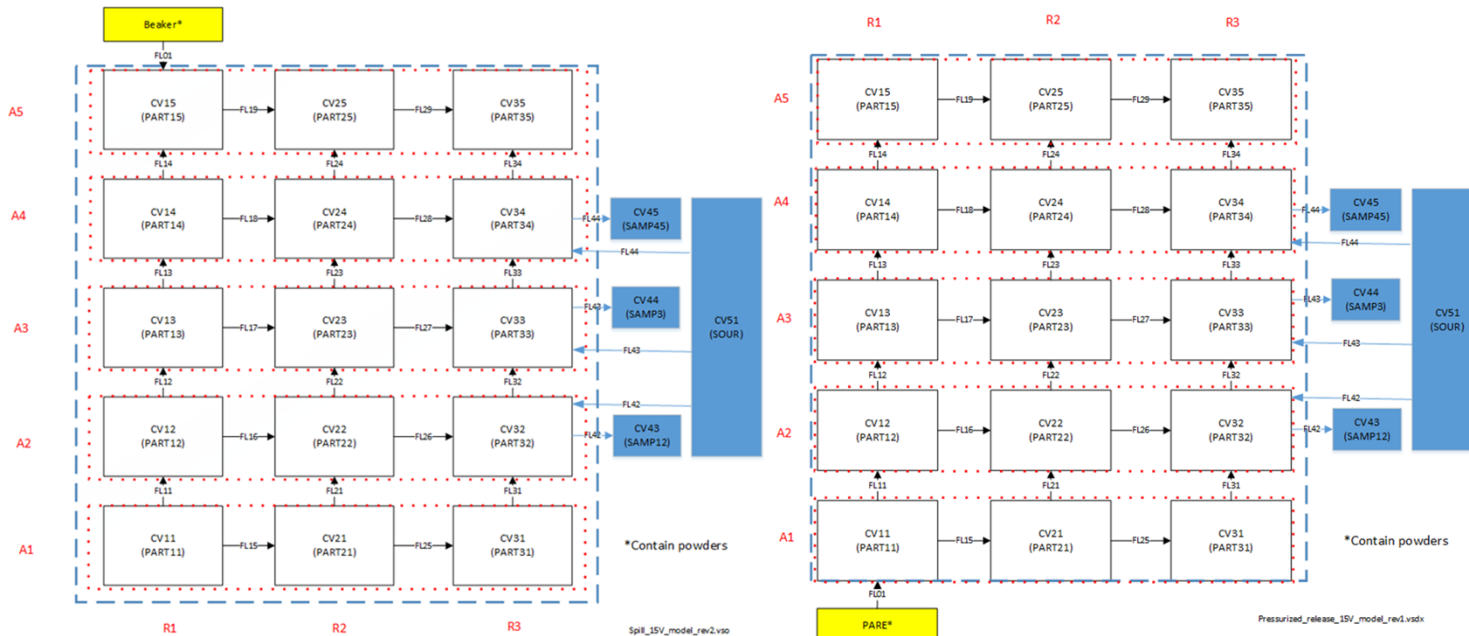 Beaker*
FL01
A5
CV15
(PART15)
FL19
CV25
(PART25)
FL29
CV35
(PART35)
FL14
FL24
FL34
A4
CV14
(PART14)
FL18
CV24
(PART24)
FL28
CV34
(PART34)
FL44
CV45
(SAMP45)
FL44
FL13
FL23
FL33
A3
CV13
(PART13)
FL17
CV23
(PART23)
FL27
CV33
(PART33)
FL43
CV44
(SAMP3)
CV51
(SOUR)
FL43
FL12
FL22
FL32
A2
CV12
(PART12)
FL16
CV22
(PART22)
FL26
CV32
(PART32)
FL42
FL42
CV43
(SAMP12)
FL11
FL21
FL31
A1
CV11
(PART11)
FL15
CV21
(PART21)
FL25
CV31
(PART31)
*Contain powders
R1
R2
R3
Spill_15V_model_rev2.vso
R1
R2
R3
A5
CV15
(PART15)
FL19
CV25
(PART25)
FL29
CV35
(PART35)
FL14
FL24
FL34
A4
CV14
(PART14)
FL18
CV24
(PART24)
FL28
CV34
(PART34)
FL44
CV45
(SAMP45)
FL44
FL13
FL23
FL33
A3
CV13
(PART13)
FL17
CV23
(PART23)
FL27
CV33
(PART33)
FL43
CV44
(SAMP3)
CV51
(SOUR)
FL43
FL12
FL22
FL32
A2
CV12
(PART12)
FL16
CV22
(PART22)
FL26
CV32
(PART32)
FL42
FL42
CV43
(SAMP12)
FL11
FL21
FL31
A1
CV11
(PART11)
FL15
CV21
(PART21)
FL25
CV31
(PART31)
*Contain powders
FL01
PARE*
Pressurized_release_15V_model_rev1.vsdx